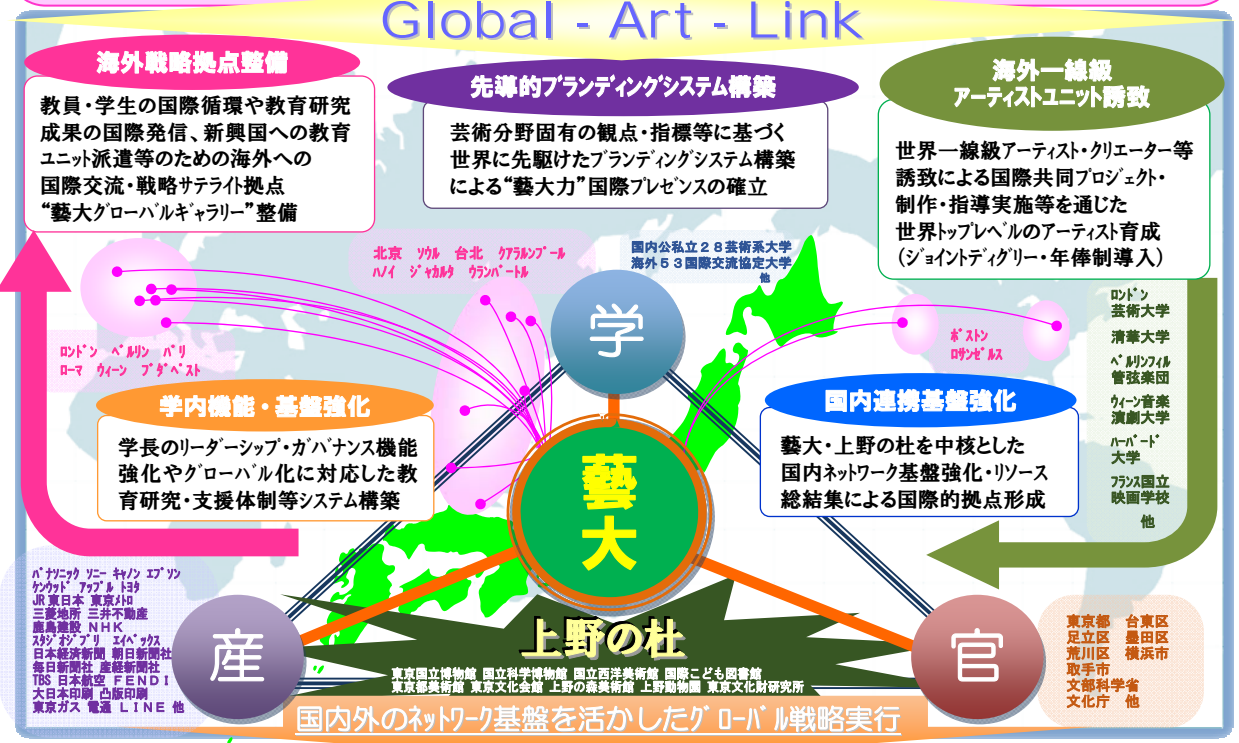 Global - Art - Link
海外戦略拠点整備
教員・学生の国際循環や教育研究
成果の国際発信、新興国への教育
ユニット派遣等のための海外への
国際交流・戦略サテライト拠点
“藝大グローバルギャラリー”整備
先導的ブランディングシステム構築
芸術分野固有の観点・指標等に基づく
世界に先駆けたブランディングシステム構築
による“藝大力”国際プレゼンスの確立
海外一線級
アーティストユニット誘致
世界一線級アーティスト・クリエーター等
誘致による国際共同プロジェクト・
制作・指導実施等を通じた
世界トップレベルのアーティスト育成
(ジョイントディグリー・年俸制導入)
北京 ソウル 台北 クアラルンプール
ハノイ ジャカルタ ウランバートル
国内公私立28芸術系大学
海外53国際交流協定大学
他
学
ロンドン ベルリン パリ
ローマ ウィーン ブダペスト
ボストン
ロサンゼルス
ロンドン
芸術大学
清華大学
ベルリンフィル
管弦楽団
ウィーン音楽
演劇大学
ハーバード
大学
フランス国立
映画学校
他
学内機能・基盤強化
学長のリーダーシップ・ガバナンス機能
強化やグローバル化に対応した教
育研究・支援体制等システム構築
藝大
国内連携基盤強化
藝大・上野の杜を中核とした
国内ネットワーク基盤強化・リソース
総結集による国際的拠点形成
パナソニック ソニー キャノン エプソン
ケンウッド アップル トヨタ
JR東日本 東京メトロ
三菱地所 三井不動産
鹿島建設 NHK
スタジオジブリ エイベックス
日本経済新聞 朝日新聞社
毎日新聞社 産経新聞社
TBS 日本航空 FENDI
大日本印刷 凸版印刷
東京ガス 電通 LINE 他
産
上野の杜
東京国立博物館 国立科学博物館 国立西洋美術館 国際こども図書館
東京都美術館 東京文化会館 上野の森美術館 上野動物園 東京文化財研究所
官
東京都 台東区
足立区 墨田区
荒川区 横浜市
取手市
文部科学省
文化庁 他
国内外のネットワーク基盤を活かしたグローバル戦略実行